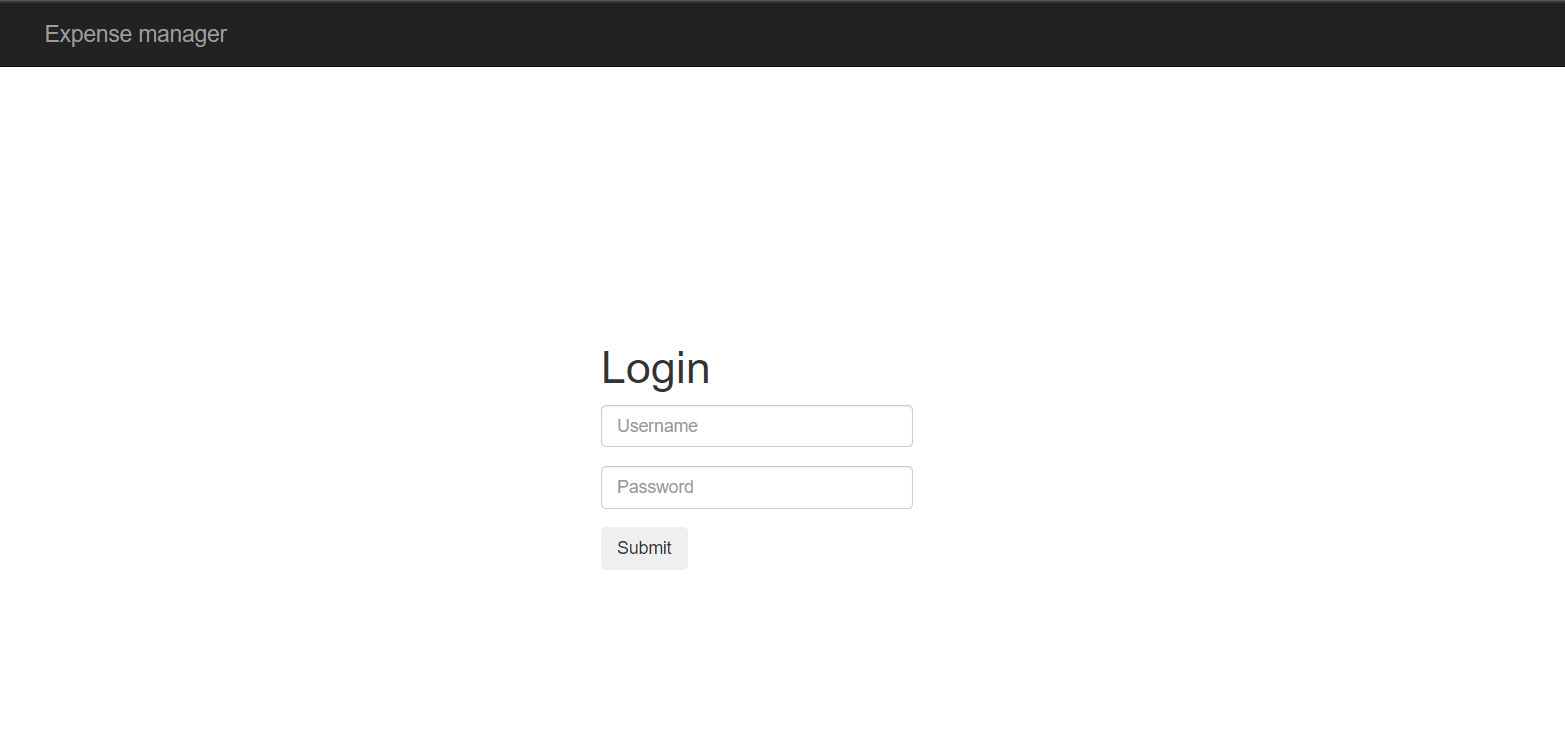 Expense manager
Login
Username
Password
Submit